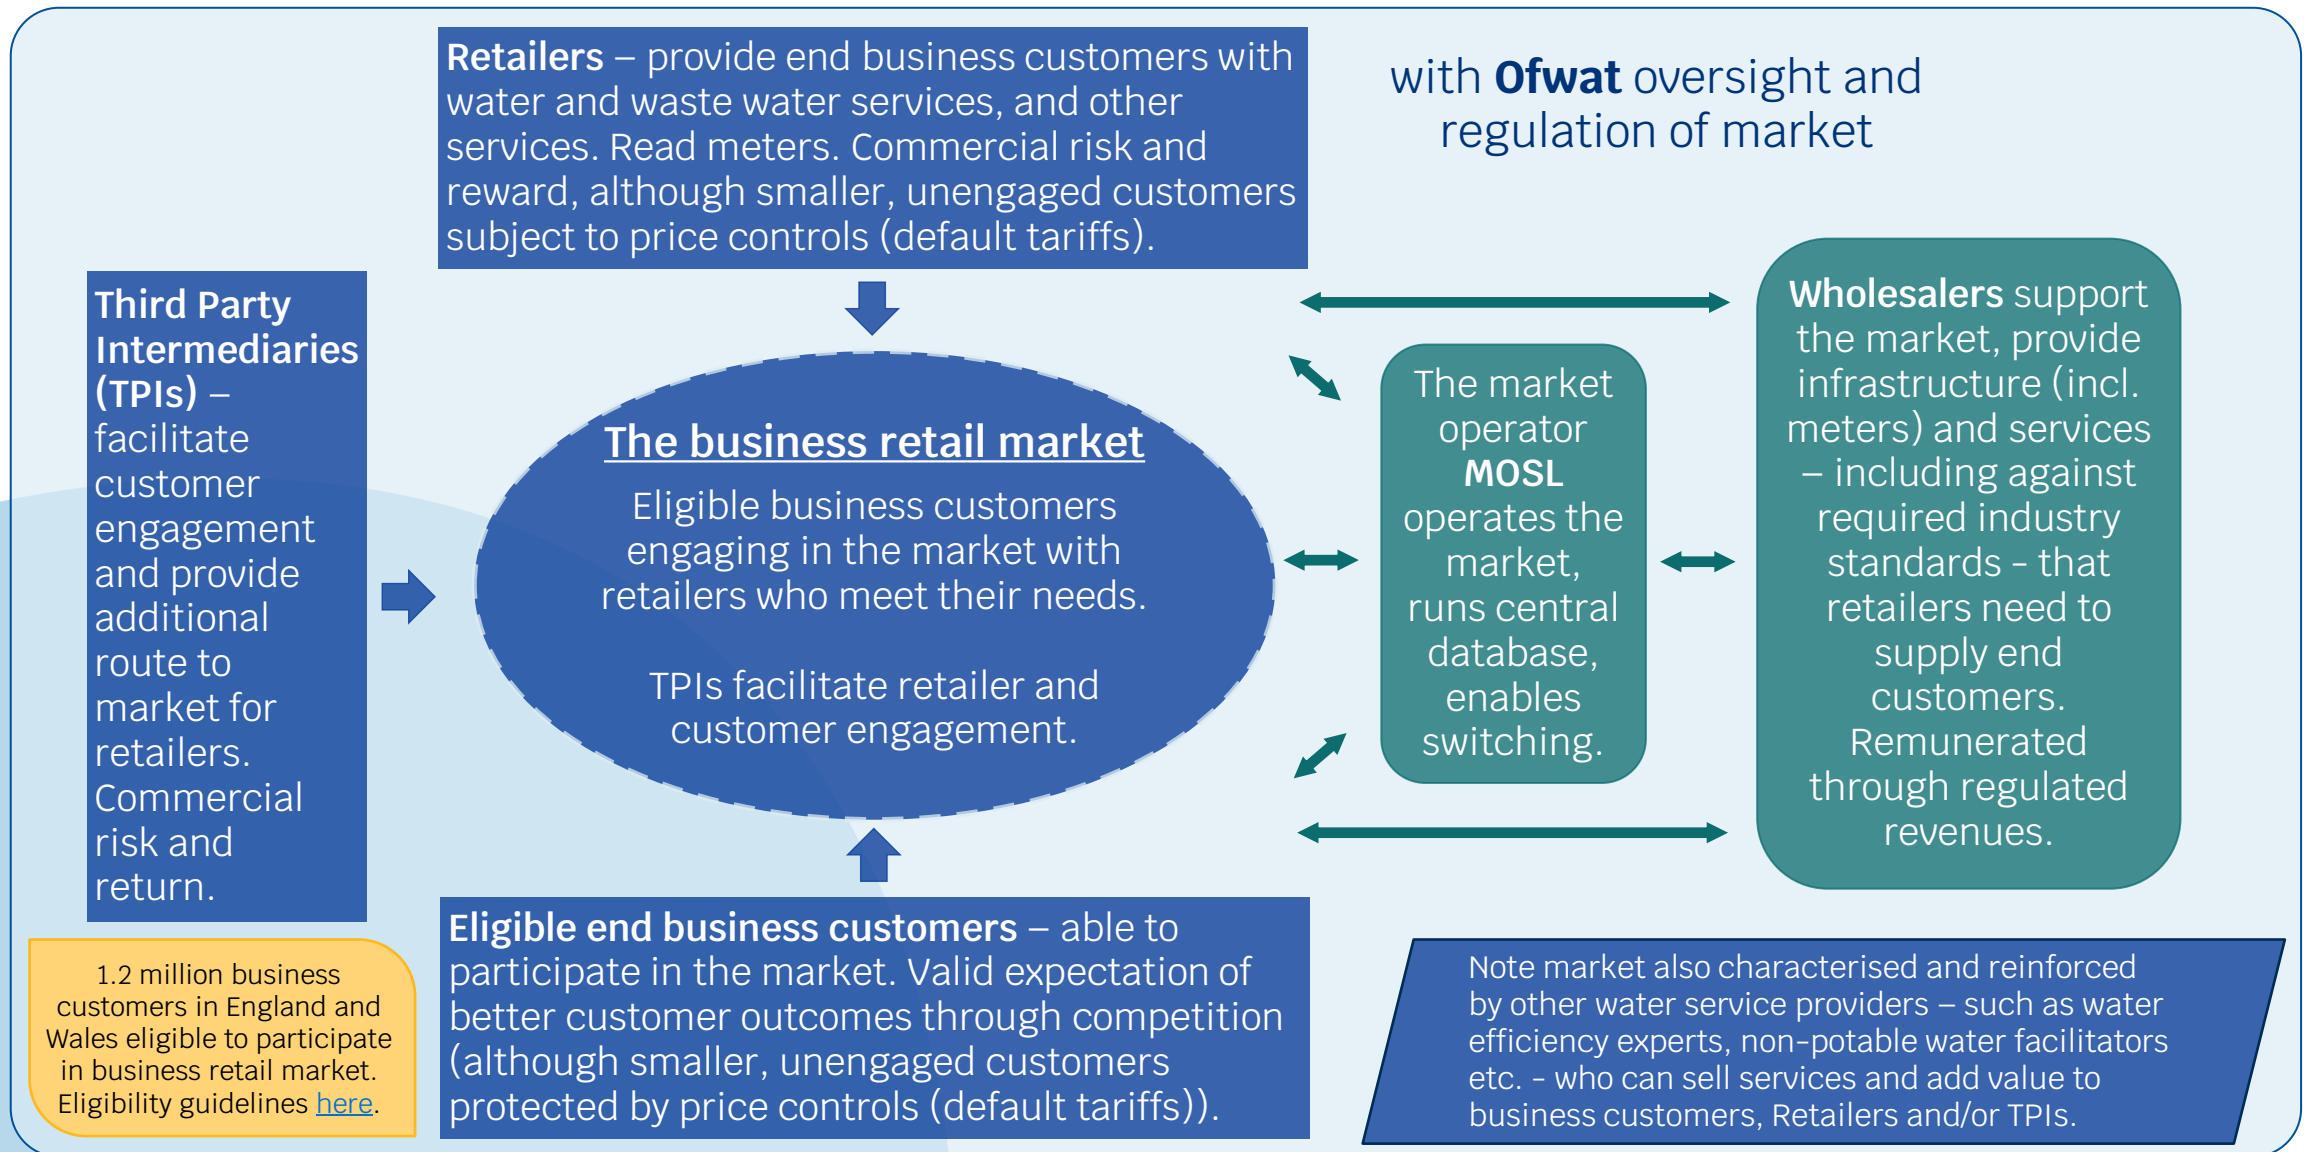 Retailers – provide end business customers with
water and waste water services, and other
services. Read meters. Commercial risk and
reward, although smaller, unengaged customers
subject to price controls (default tariffs).
with Ofwat oversight and
regulation of market
Third Party
Intermediaries
(TPIs) –
facilitate
customer
engagement
and provide
additional
route to
market for
retailers.
Commercial
risk and
return.
The business retail market
Eligible business customers
engaging in the market with
retailers who meet their needs.
TPIs facilitate retailer and
customer engagement.
The market
operator
MOSL
operates the
market,
runs central
database,
enables
switching.
Wholesalers support
the market, provide
infrastructure (incl.
meters) and services
– including against
required industry
standards - that
retailers need to
supply end
customers.
Remunerated
through regulated
revenues.
1.2 million business
customers in England and
Wales eligible to participate
in business retail market.
Eligibility guidelines here.
Eligible end business customers – able to
participate in the market. Valid expectation of
better customer outcomes through competition
(although smaller, unengaged customers
protected by price controls (default tariffs)).
Note market also characterised and reinforced
by other water service providers – such as water
efficiency experts, non-potable water facilitators
etc. - who can sell services and add value to
business customers, Retailers and/or TPIs.